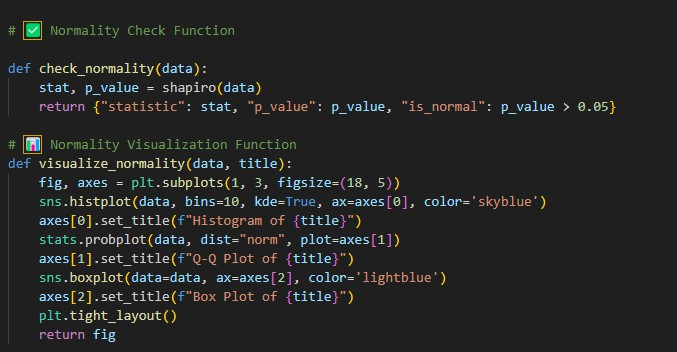 # ✅ Normality Check Function
def check_normality(data):
    stat, p_value = shapiro(data)
    return {"statistic": stat, "p_value": p_value, "is_normal": p_value > 0.05}
# 📊 Normality Visualization Function
def visualize_normality(data, title):
    fig, axes = plt.subplots(1, 3, figsize=(18, 5))
    sns.histplot(data, bins=10, kde=True, ax=axes[0], color='skyblue')
    axes[0].set_title(f"Histogram of {title}")
    stats.probplot(data, dist="norm", plot=axes[1])
    axes[1].set_title(f"Q-Q Plot of {title}")
    sns.boxplot(data=data, ax=axes[2], color='lightblue')
    axes[2].set_title(f"Box Plot of {title}")
    plt.tight_layout()
    return fig